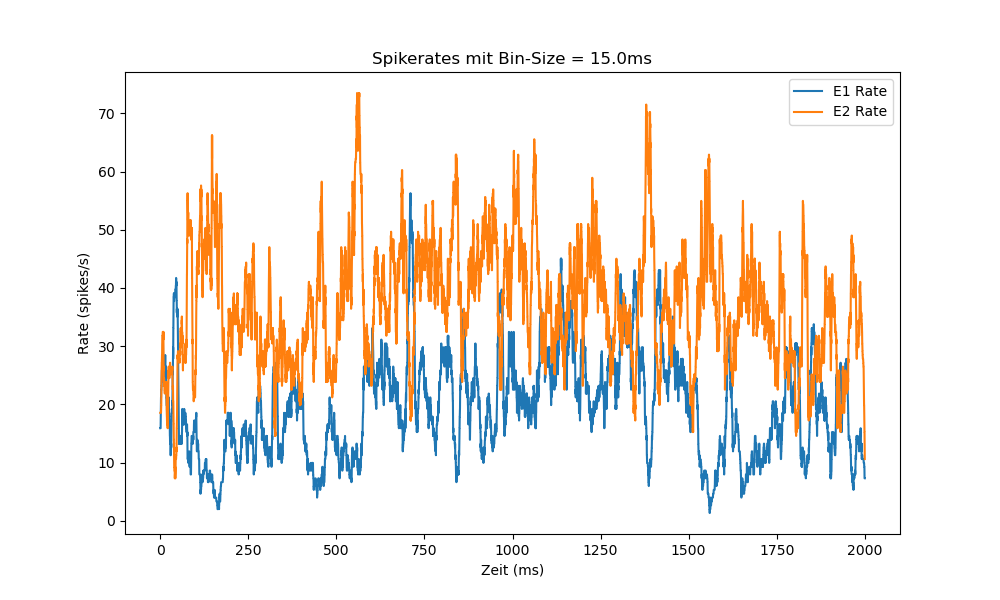 Spikerates mit Bin-Size = 15.0ms
E1 Rate
E2 Rate
Rate (spikes/s)
70
60
50
40
30
20
10
0
0 250 500 750 1000 1250 1500 1750 2000
Zeit (ms)